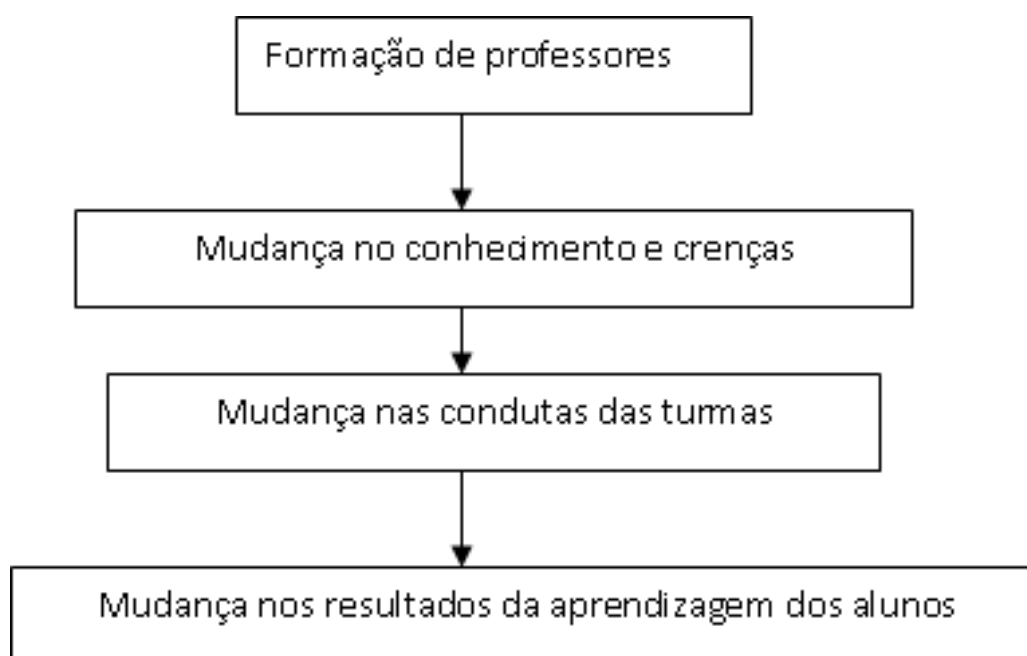 Formação de professores
Mudança no conhecimento e crenças
Mudança nas condutas das turmas
Mudança nos resultados da aprendizagem dos alunos